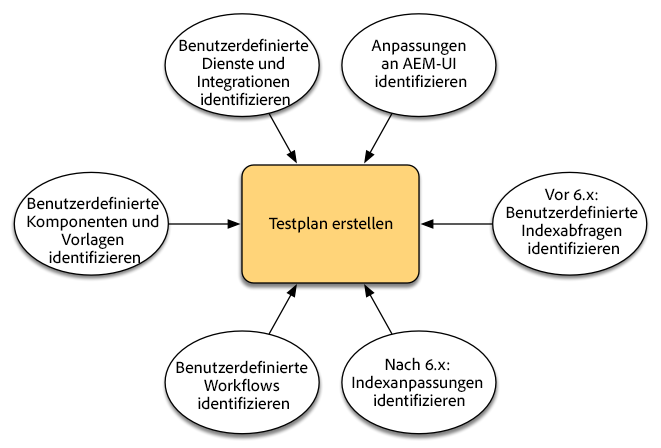 Benutzerdefinierte
Dienste und
Integrationen
identifizieren
Anpassungen
an AEM-UI
identifizieren
Benutzerdefinierte
Komponenten und
Vorlagen
identifizieren
Testplan erstellen
Vor 6.x:
Benutzerdefinierte
Indexabfragen
identifizieren
Benutzerdefinierte
Workflows
identifizieren
Nach 6.x:
Indexanpassungen
identifizieren